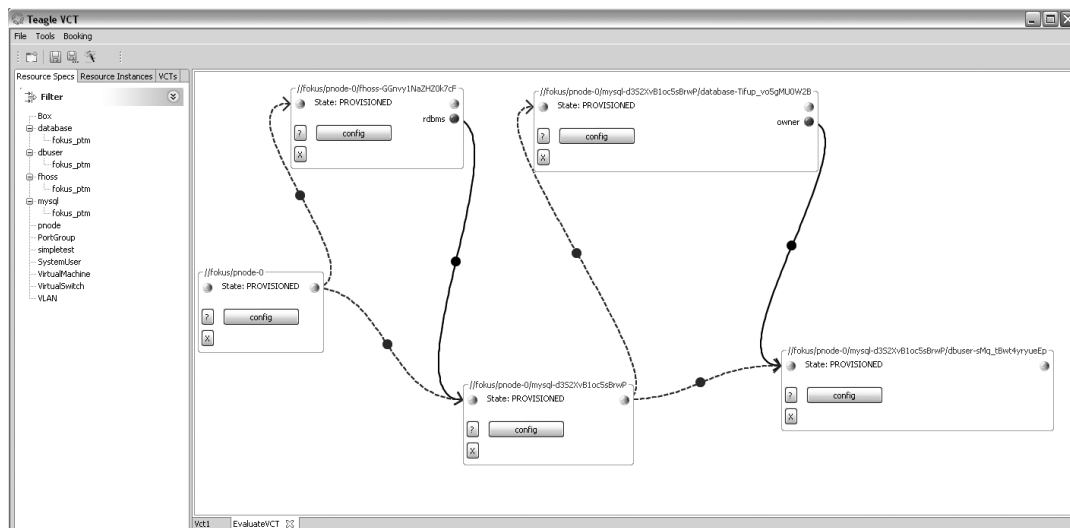 Teagle VCT
File Tools Booking
Resource Specs Resource Instances VCTs
Filter
Box
database
fokus_ptm
dbuser
fokus_ptm
fhoss
fokus_ptm
mysql
fokus_ptm
pnode
PortGroup
simpletest
SystemUser
VirtualMachine
VirtualSwitch
VLAN
//fokus/pnode-0/fhoss-GGnvy1NaZHZ0k7cF
State: PROVISIONED
rdbms
? config
X
//fokus/pnode-0/mysql-d3S2XvB1oc5sBrwP/database-Tifup_vo5gMU0W2B
State: PROVISIONED
owner
? config
X
//fokus/pnode-0
State: PROVISIONED
? config
X
//fokus/pnode-0/mysql-d3S2XvB1oc5sBrwP
State: PROVISIONED
? config
X
//fokus/pnode-0/mysql-d3S2XvB1oc5sBrwP/dbuser-sMq_tBwt4yryueEp
State: PROVISIONED
? config
X
Vct1 EvaluateVCT